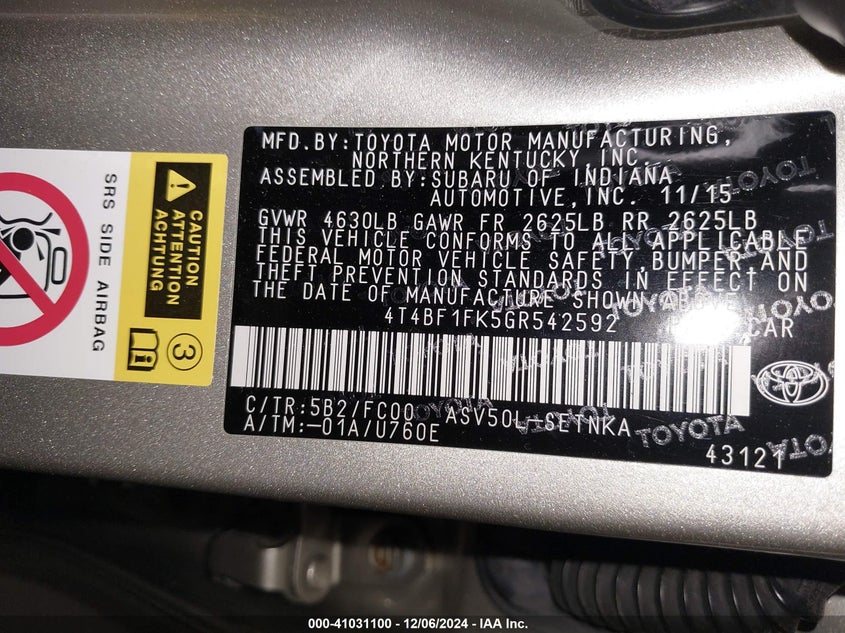 MFD.BY:TOYOTA MOTOR MANUFACTURING,
NORTHERN KENTUCKY INC.
ASSEMBLED BY:SUBARU OF INDIANA
AUTOMOTIVE,INC. 11/15
GVWR 4630LB GAWR FR 2625LB RR 2625LB
THIS VEHICLE CONFORMS TO ALL APPLICABLE
FEDERAL MOTOR VEHICLE SAFETY,BUMPER,AND
THEFT PREVENTION STANDARDS IN EFFECT ON
THE DATE OF MANUFACTURE SHOWN ABOVE
4T4BF1FK5GR542592 CAR
C/TR:5B2/FC00 ASV50L-SETNKA
A/TM:-01A/U760E
43121
TOYOTA
SRS SIDE AIRBAG
CAUTION
ATTENTION
ACHTUNG
3
000-41031100 - 12/06/2024 - IAA Inc.